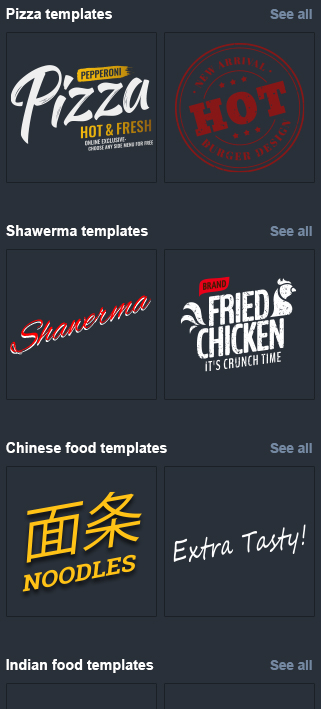 Pizza templates
See all
PEPPERONI
Pizza
HOT & FRESH
ONLINE EXCLUSIVE:
CHOOSE ANY SIDE MENU FOR FREE
NEW ARRIVAL
HOT
BURGER DESIGN
Shawerma templates
See all
Shawerma
BRAND
FRIED
CHICKEN
IT'S CRUNCH TIME
Chinese food templates
See all
面条
NOODLES
Extra Tasty!
Indian food templates
See all